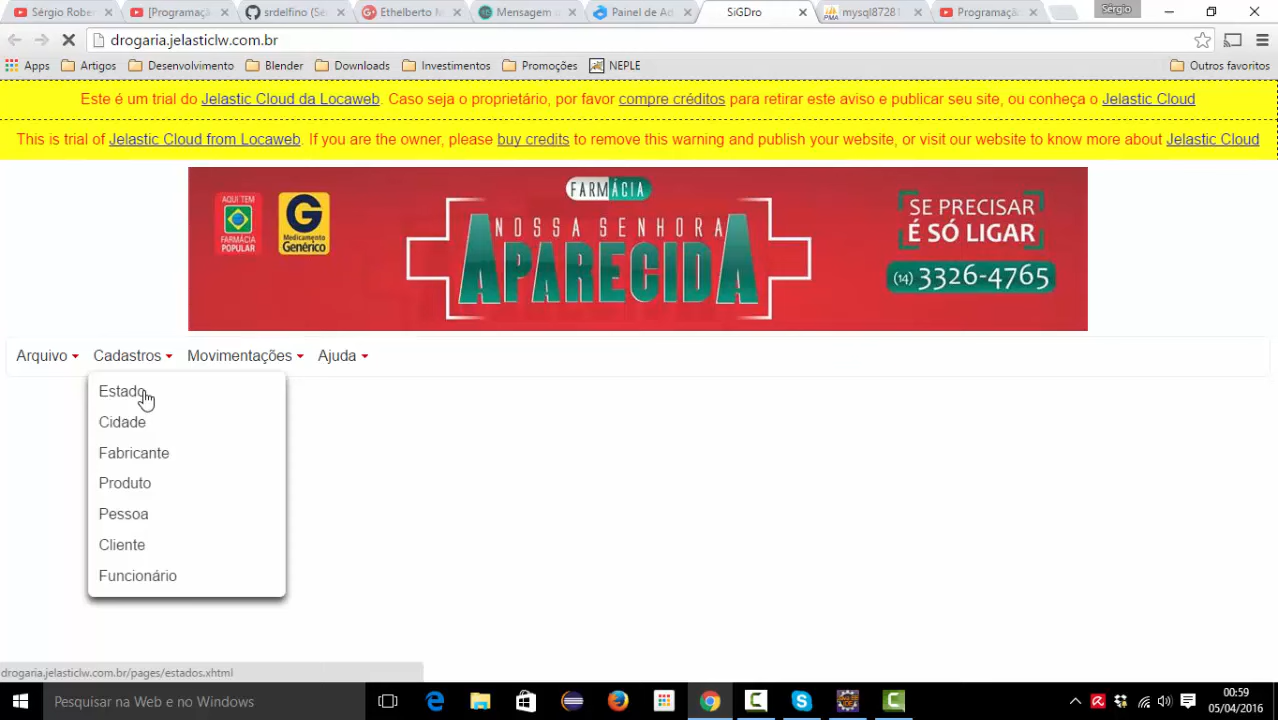 Sérgio Rober
[Programaçã
srdelfino (Sé
Ethelberto M
Mensagem d
Painel de Ad
SiGDro
mysql87281
Programação
Sérgio
drogaria.jelasticlw.com.br
Apps
Artigos
Desenvolvimento
Blender
Downloads
Investimentos
Promoções
NEPLE
Outros favoritos
Este é um trial do Jelastic Cloud da Locaweb. Caso seja o proprietário, por favor compre créditos para retirar este aviso e publicar seu site, ou conheça o Jelastic Cloud
This is trial of Jelastic Cloud from Locaweb. If you are the owner, please buy credits to remove this warning and publish your website, or visit our website to know more about Jelastic Cloud
AQUI TEM
FARMÁCIA
POPULAR
G
Medicamento
Genérico
FARMÁCIA
NOSSA SENHORA
APARECIDA
SE PRECISAR
É SÓ LIGAR
(14) 3326-4765
Arquivo
Cadastros
Movimentações
Ajuda
Estado
Cidade
Fabricante
Produto
Pessoa
Cliente
Funcionário
drogaria.jelasticlw.com.br/pages/estados.xhtml
Pesquisar na Web e no Windows
00:59
05/04/2016